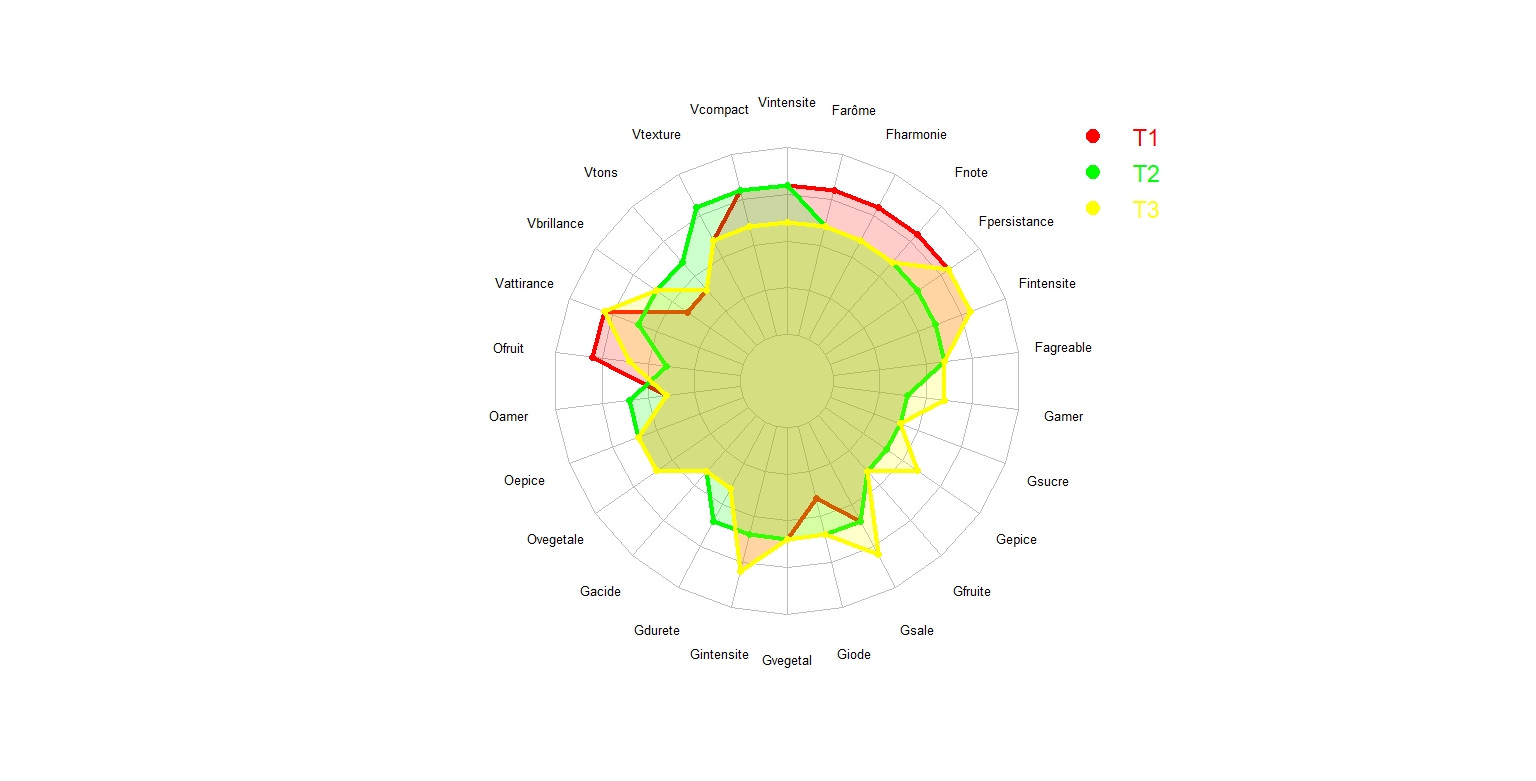 Vintensite
Vcompact
Farôme
Vtexture
Fharmonie
T1
Vtons
Fnote
T2
Vbrillance
Fpersistance
T3
Vattirance
Fintensite
Ofruit
Fagreable
Oamer
Gamer
Oepice
Gsucre
Ovegetale
Gepice
Gacide
Gfruite
Gdurete
Gsale
Gintensite
Gvegetal
Giode